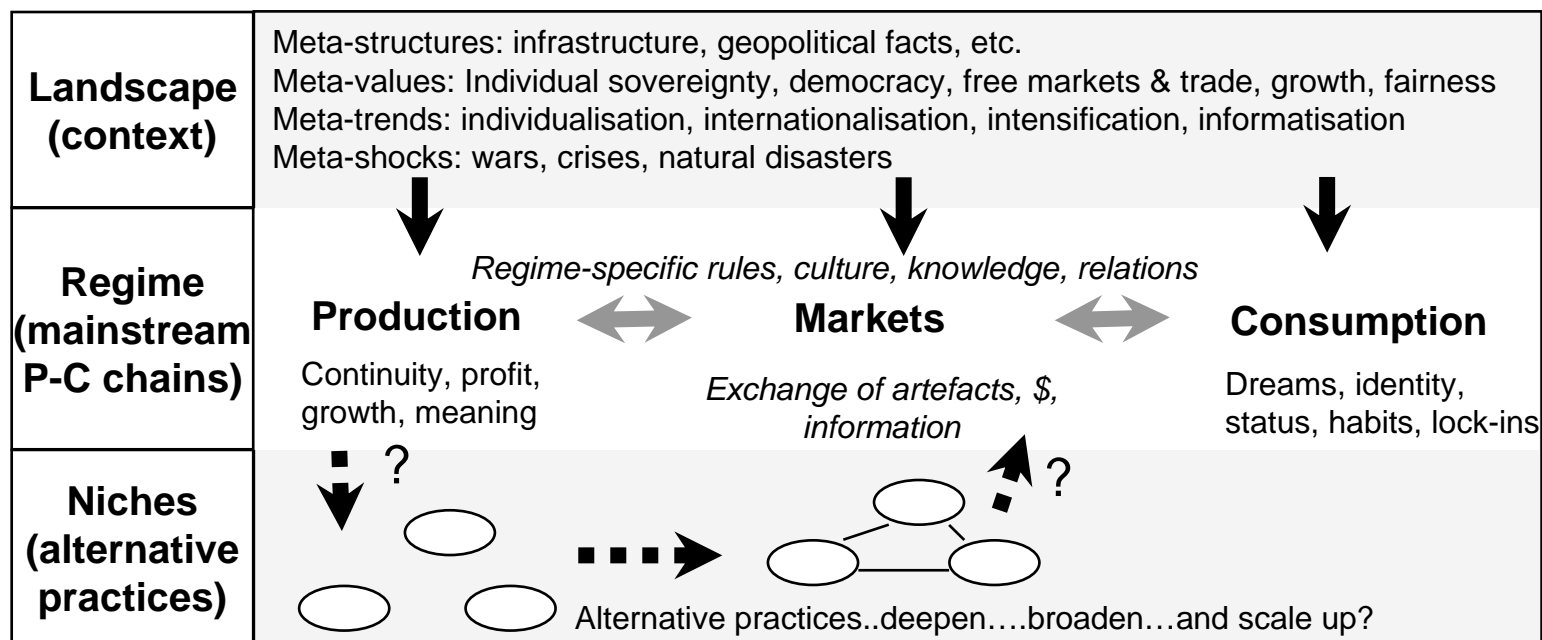 Landscape
(context)
Meta-structures: infrastructure, geopolitical facts, etc.
Meta-values: Individual sovereignty, democracy, free markets & trade, growth, fairness
Meta-trends: individualisation, internationalisation, intensification, informatisation
Meta-shocks: wars, crises, natural disasters
Regime
(mainstream
P-C chains)
Regime-specific rules, culture, knowledge, relations
Production
Markets
Consumption
Continuity, profit,
growth, meaning
Exchange of artefacts, $,
information
Dreams, identity,
status, habits, lock-ins
?
?
Niches
(alternative
practices)
Alternative practices..deepen….broaden…and scale up?